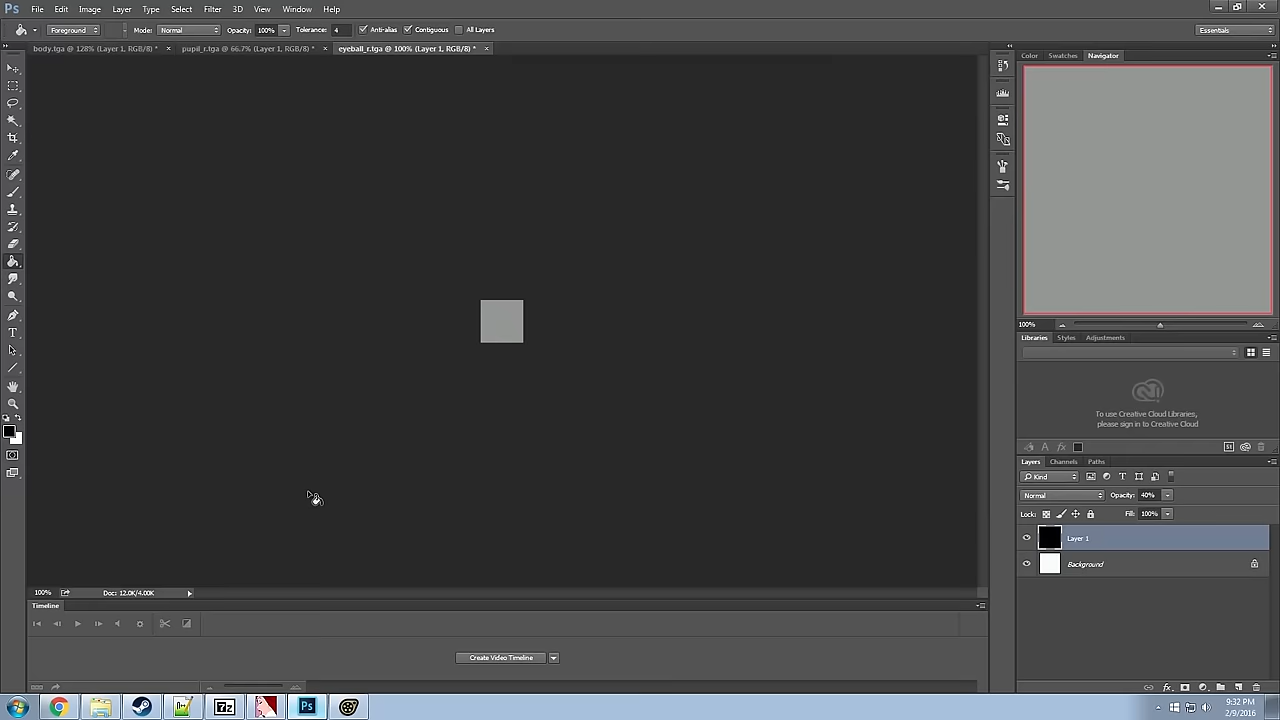 Ps File Edit Image Layer Type Select Filter 3D View Window Help
Foreground Mode: Normal Opacity: 100% Tolerance: 4 Anti-alias Contiguous All Layers Essentials
body.tga @ 128% (Layer 1, RGB/8) * × pupil_r.tga @ 66.7% (Layer 1, RGB/8) * × eyeball_r.tga @ 100% (Layer 1, RGB/8) * ×
Color Swatches Navigator
100%
Libraries Styles Adjustments
To use Creative Cloud Libraries,
please sign in to Creative Cloud
Layers Channels Paths
Kind
Normal Opacity: 40%
Lock: Fill: 100%
Layer 1
Background
100% Doc: 12.0K/4.00K
Timeline
Create Video Timeline
7z Ps
9:32 PM
2/9/2016